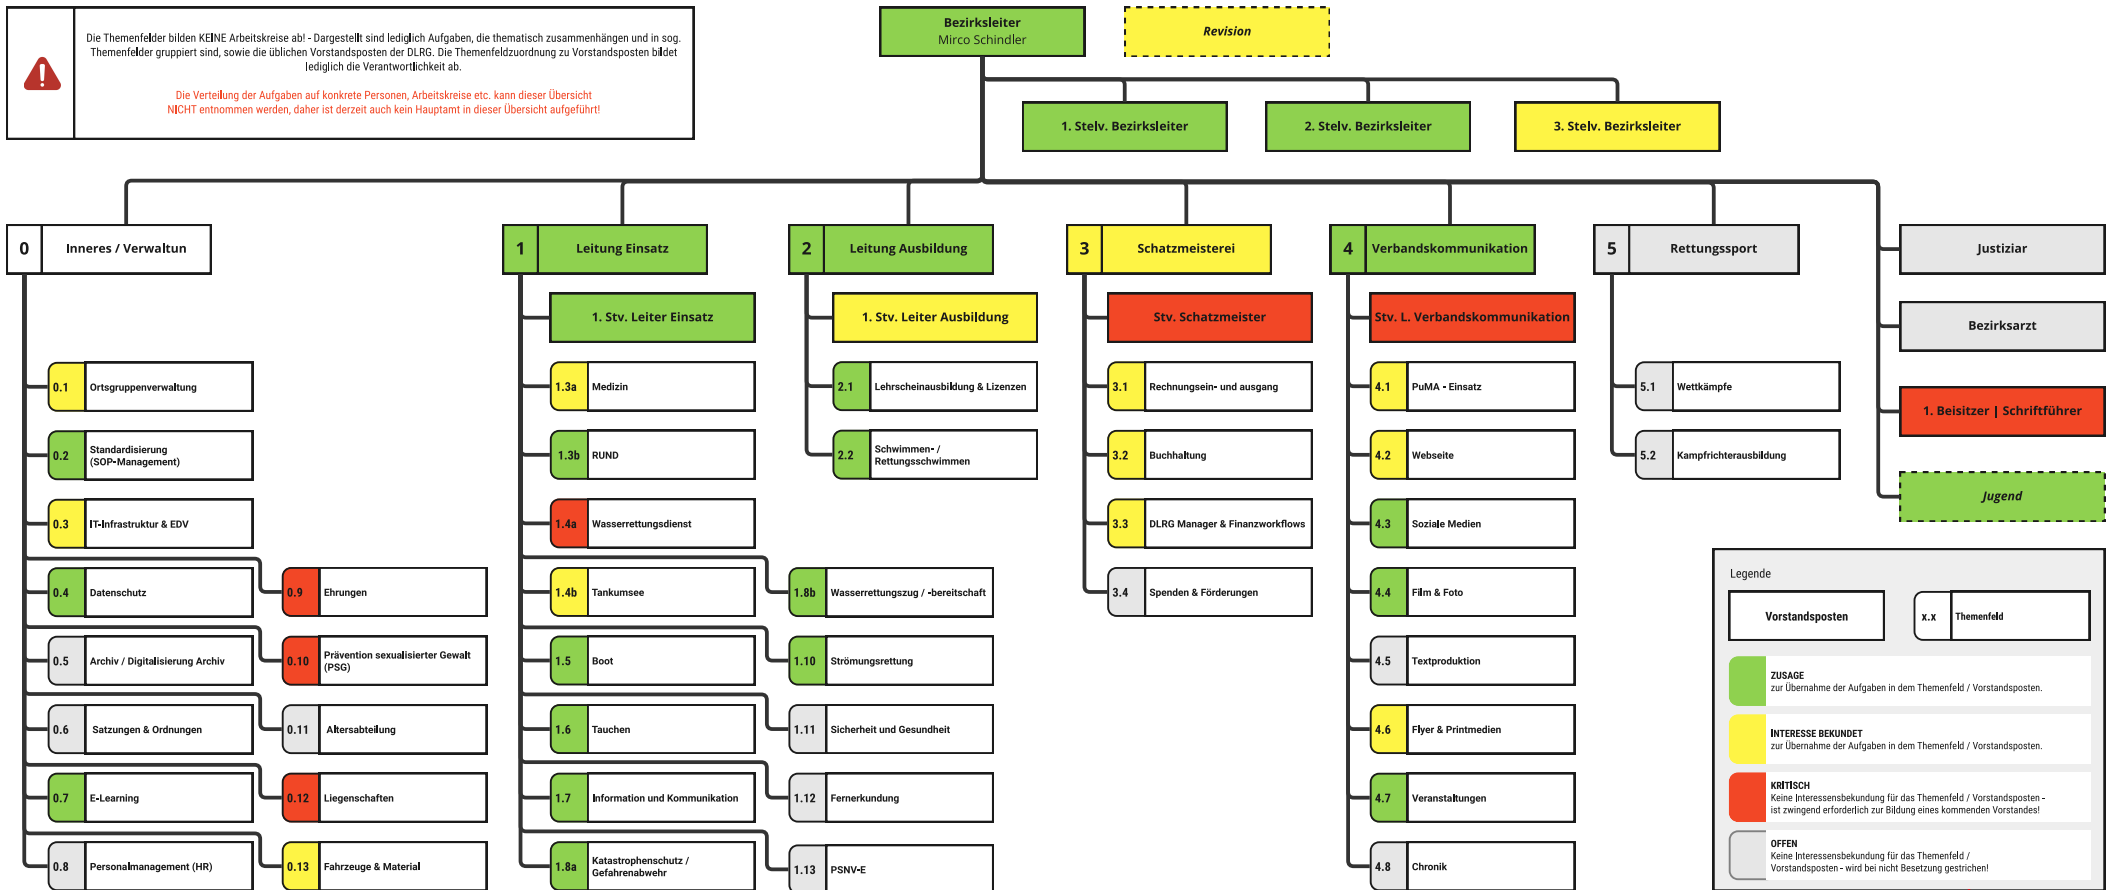 Die Themenfelder bilden KEINE Arbeitskreise ab! - Dargestellt sind lediglich Aufgaben, die thematisch zusammenhängen und in sog.
Themenfelder gruppiert sind, sowie die üblichen Vorstandsposten der DLRG. Die Themenfeldzuordnung zu Vorstandsposten bildet
lediglich die Verantwortlichkeit ab.
Die Verteilung der Aufgaben auf konkrete Personen, Arbeitskreise etc. kann dieser Übersicht
NICHT entnommen werden, daher ist derzeit auch kein Hauptamt in dieser Übersicht aufgeführt!
Bezirksleiter
Mirco Schindler
Revision
1. Stelv. Bezirksleiter
2. Stelv. Bezirksleiter
3. Stelv. Bezirksleiter
0 Inneres / Verwaltun
0.1 Ortsgruppenverwaltung
0.2 Standardisierung
(SOP-Management)
0.3 IT-Infrastruktur & EDV
0.4 Datenschutz
0.5 Archiv / Digitalisierung Archiv
0.6 Satzungen & Ordnungen
0.7 E-Learning
0.8 Personalmanagement (HR)
0.9 Ehrungen
0.10 Prävention sexualisierter Gewalt
(PSG)
0.11 Altersabteilung
0.12 Liegenschaften
0.13 Fahrzeuge & Material
1 Leitung Einsatz
1. Stv. Leiter Einsatz
1.3a Medizin
1.3b RUND
1.4a Wasserrettungsdienst
1.4b Tankumsee
1.5 Boot
1.6 Tauchen
1.7 Information und Kommunikation
1.8a Katastrophenschutz /
Gefahrenabwehr
1.8b Wasserrettungszug / -bereitschaft
1.10 Strömungsrettung
1.11 Sicherheit und Gesundheit
1.12 Fernerkundung
1.13 PSNV-E
2 Leitung Ausbildung
1. Stv. Leiter Ausbildung
2.1 Lehrscheinausbildung & Lizenzen
2.2 Schwimmen- /
Rettungsschwimmen
3 Schatzmeisterei
Stv. Schatzmeister
3.1 Rechnungsein- und ausgang
3.2 Buchhaltung
3.3 DLRG Manager & Finanzworkflows
3.4 Spenden & Förderungen
4 Verbandskommunikation
Stv. L. Verbandskommunikation
4.1 PuMA - Einsatz
4.2 Webseite
4.3 Soziale Medien
4.4 Film & Foto
4.5 Textproduktion
4.6 Flyer & Printmedien
4.7 Veranstaltungen
4.8 Chronik
5 Rettungssport
5.1 Wettkämpfe
5.2 Kampfrichterausbildung
Justiziar
Bezirksarzt
1. Beisitzer | Schriftführer
Jugend
Legende
Vorstandsposten
x.x Themenfeld
ZUSAGE
zur Übernahme der Aufgaben in dem Themenfeld / Vorstandsposten.
INTERESSE BEKUNDET
zur Übernahme der Aufgaben in dem Themenfeld / Vorstandsposten.
KRITISCH
Keine Interessensbekundung für das Themenfeld / Vorstandsposten -
ist zwingend erforderlich zur Bildung eines kommenden Vorstandes!
OFFEN
Keine Interessensbekundung für das Themenfeld /
Vorstandsposten - wird bei nicht Besetzung gestrichen!